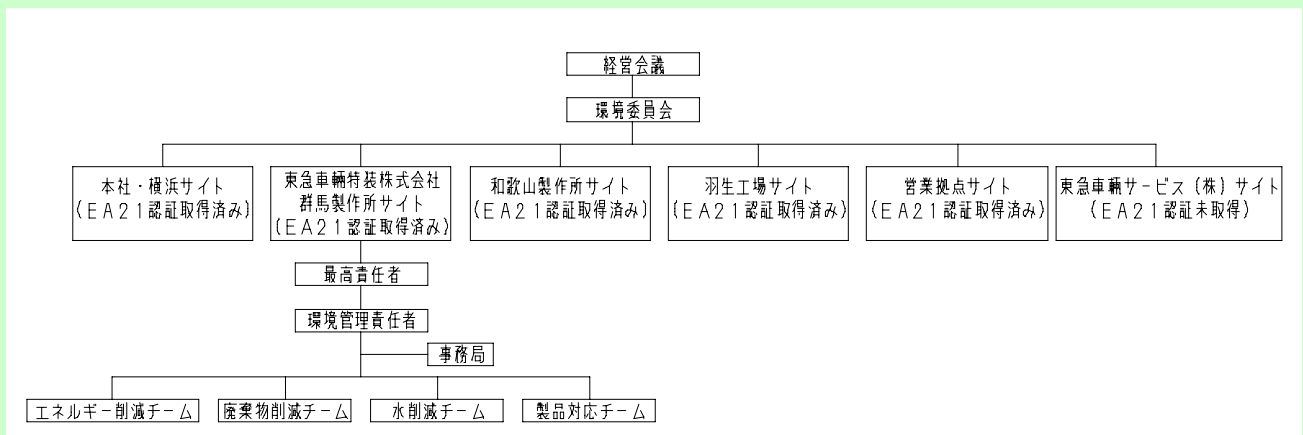 経営会議
環境委員会
本社・横浜サイト
(ＥＡ２１認証取得済み)
東急車輛特装株式会社
群馬製作所サイト
(ＥＡ２１認証取得済み)
和歌山製作所サイト
(ＥＡ２１認証取得済み)
羽生工場サイト
(ＥＡ２１認証取得済み)
営業拠点サイト
(ＥＡ２１認証取得済み)
東急車輛サービス(株)サイト
(ＥＡ２１認証未取得)
最高責任者
環境管理責任者
事務局
エネルギー削減チーム
廃棄物削減チーム
水削減チーム
製品対応チーム